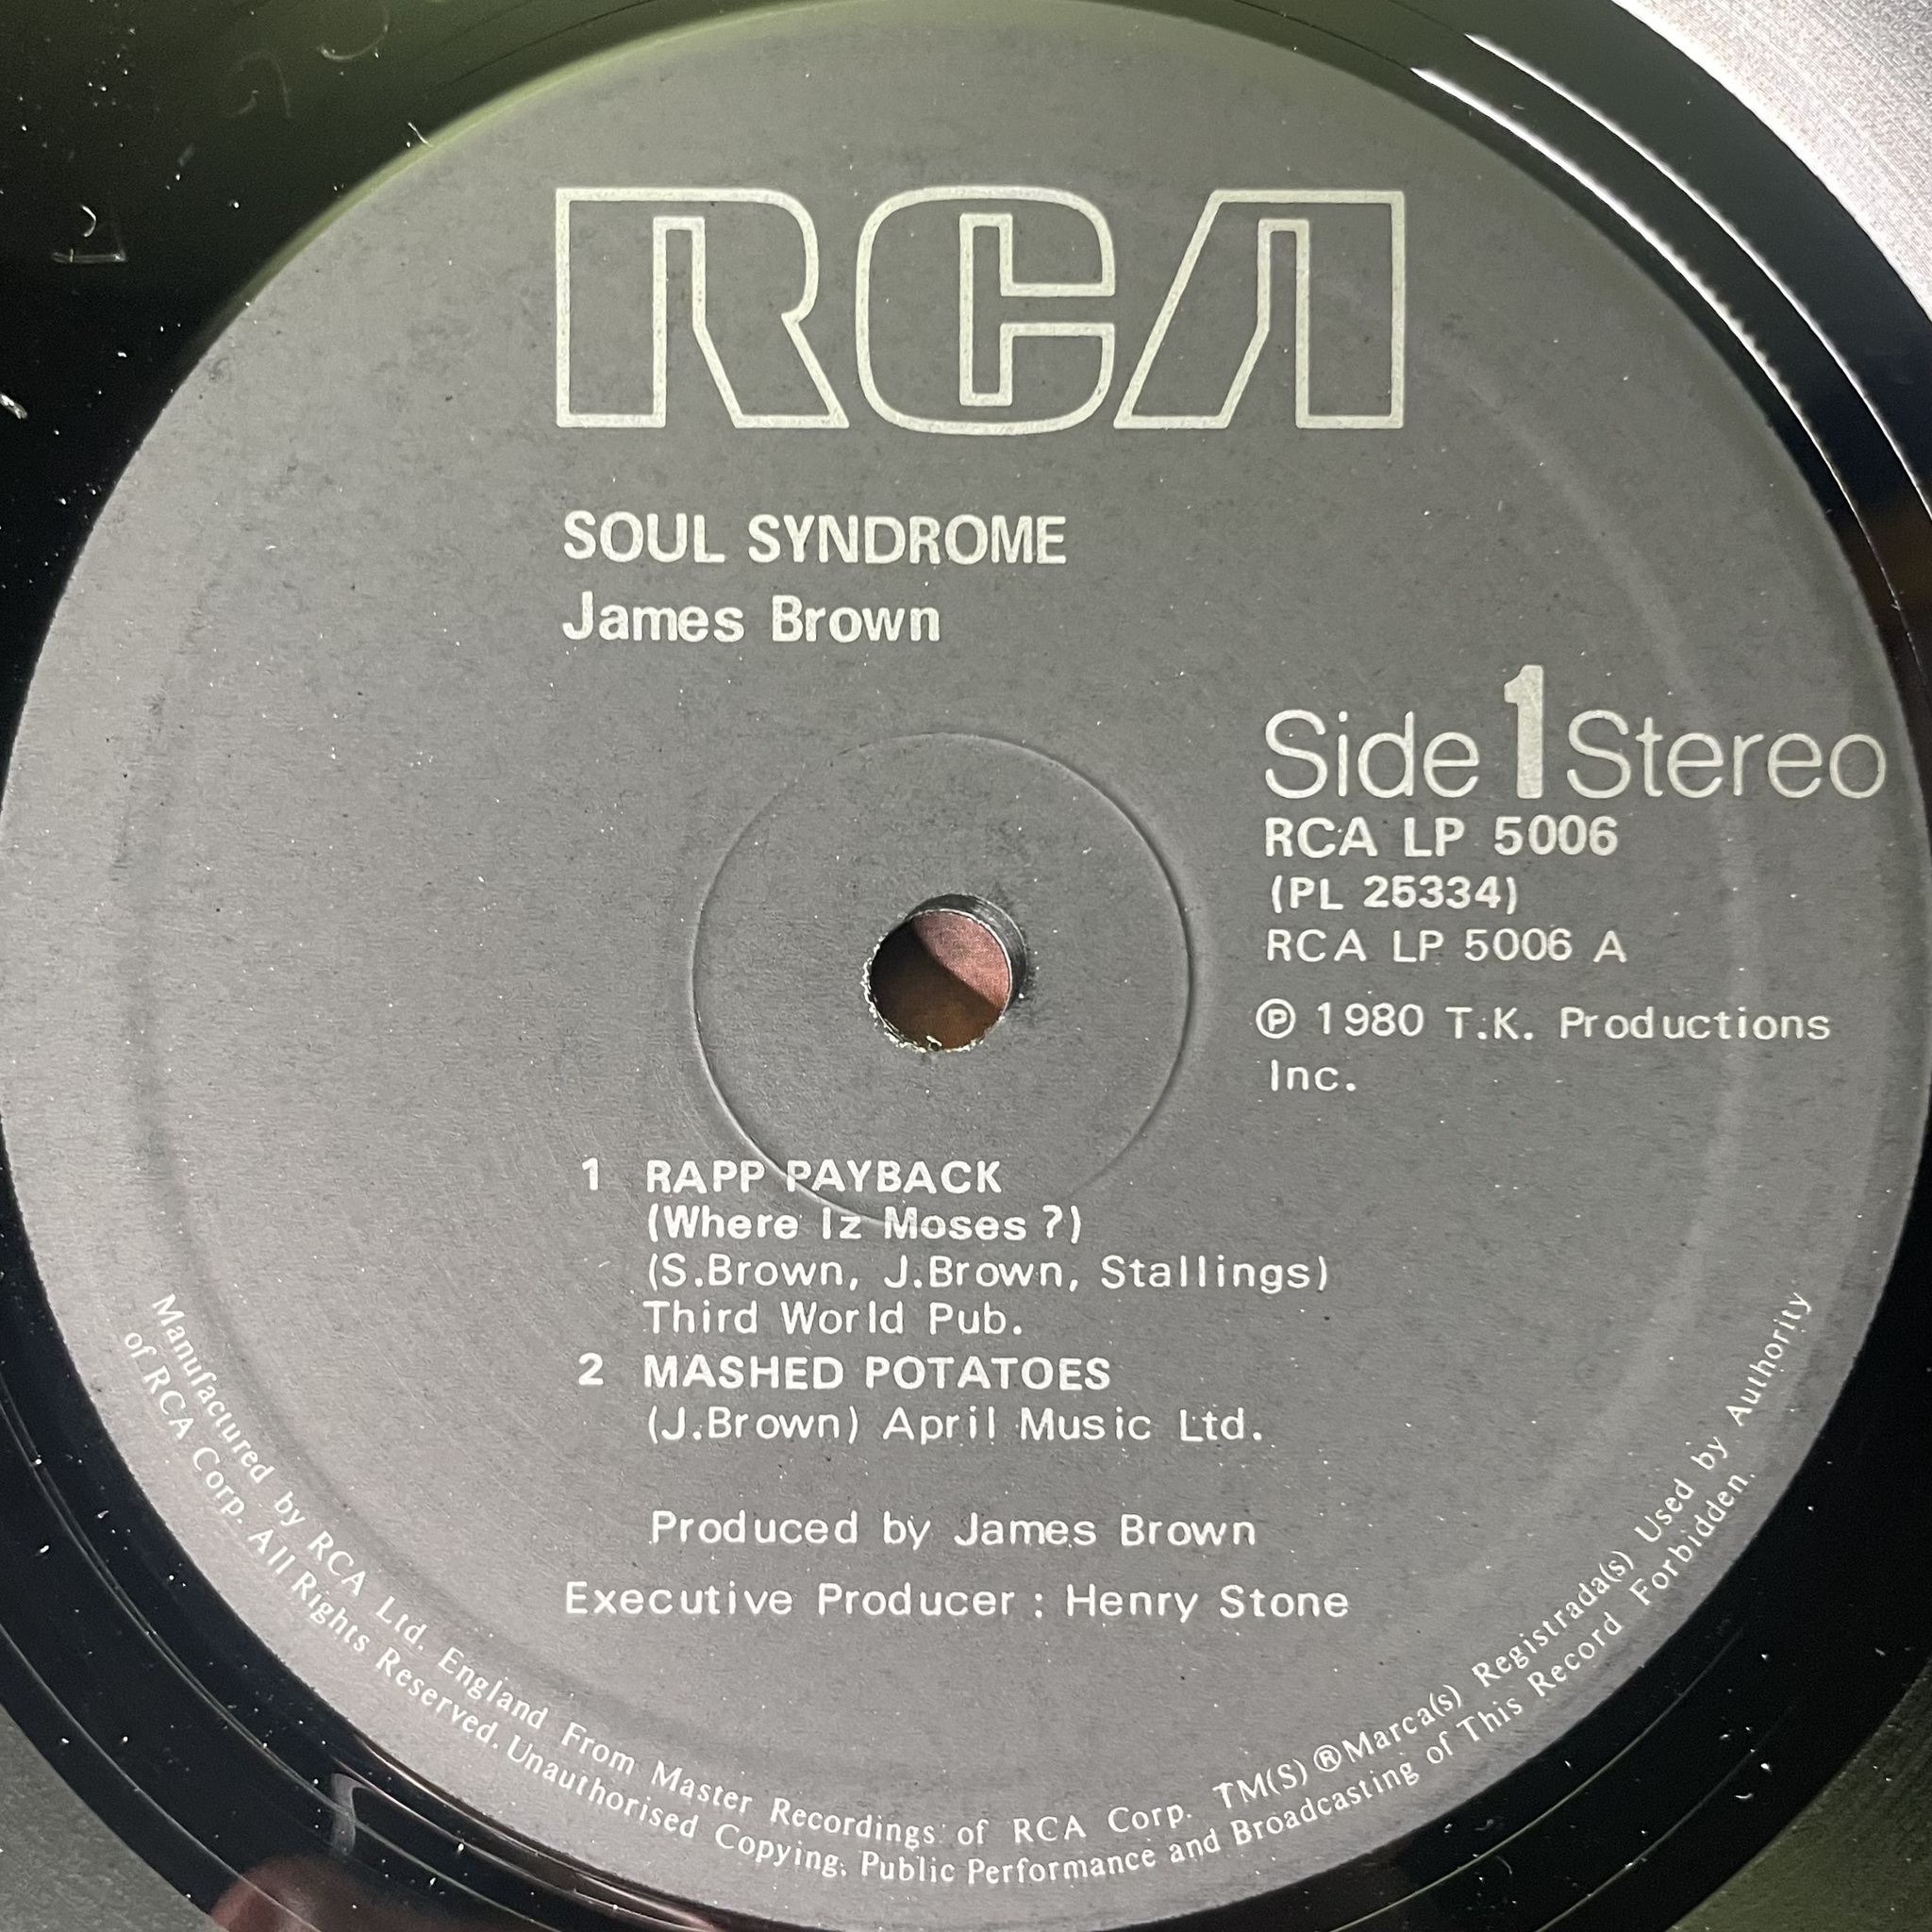 RCA
SOUL SYNDROME
James Brown
Side 1 Stereo
RCA LP 5006
(PL 25334)
RCA LP 5006 A
℗ 1980 T.K. Productions
Inc.
1 RAPP PAYBACK
(Where Iz Moses ?)
(S.Brown, J.Brown, Stallings)
Third World Pub.
2 MASHED POTATOES
(J.Brown) April Music Ltd.
Produced by James Brown
Executive Producer : Henry Stone
Manufactured by RCA Ltd. England From Master Recordings of RCA Corp. TM(S) ® Marca(s) Registrada(s) Used by Authority
of RCA Corp. All Rights Reserved. Unauthorised Copying, Public Performance and Broadcasting of This Record Forbidden.